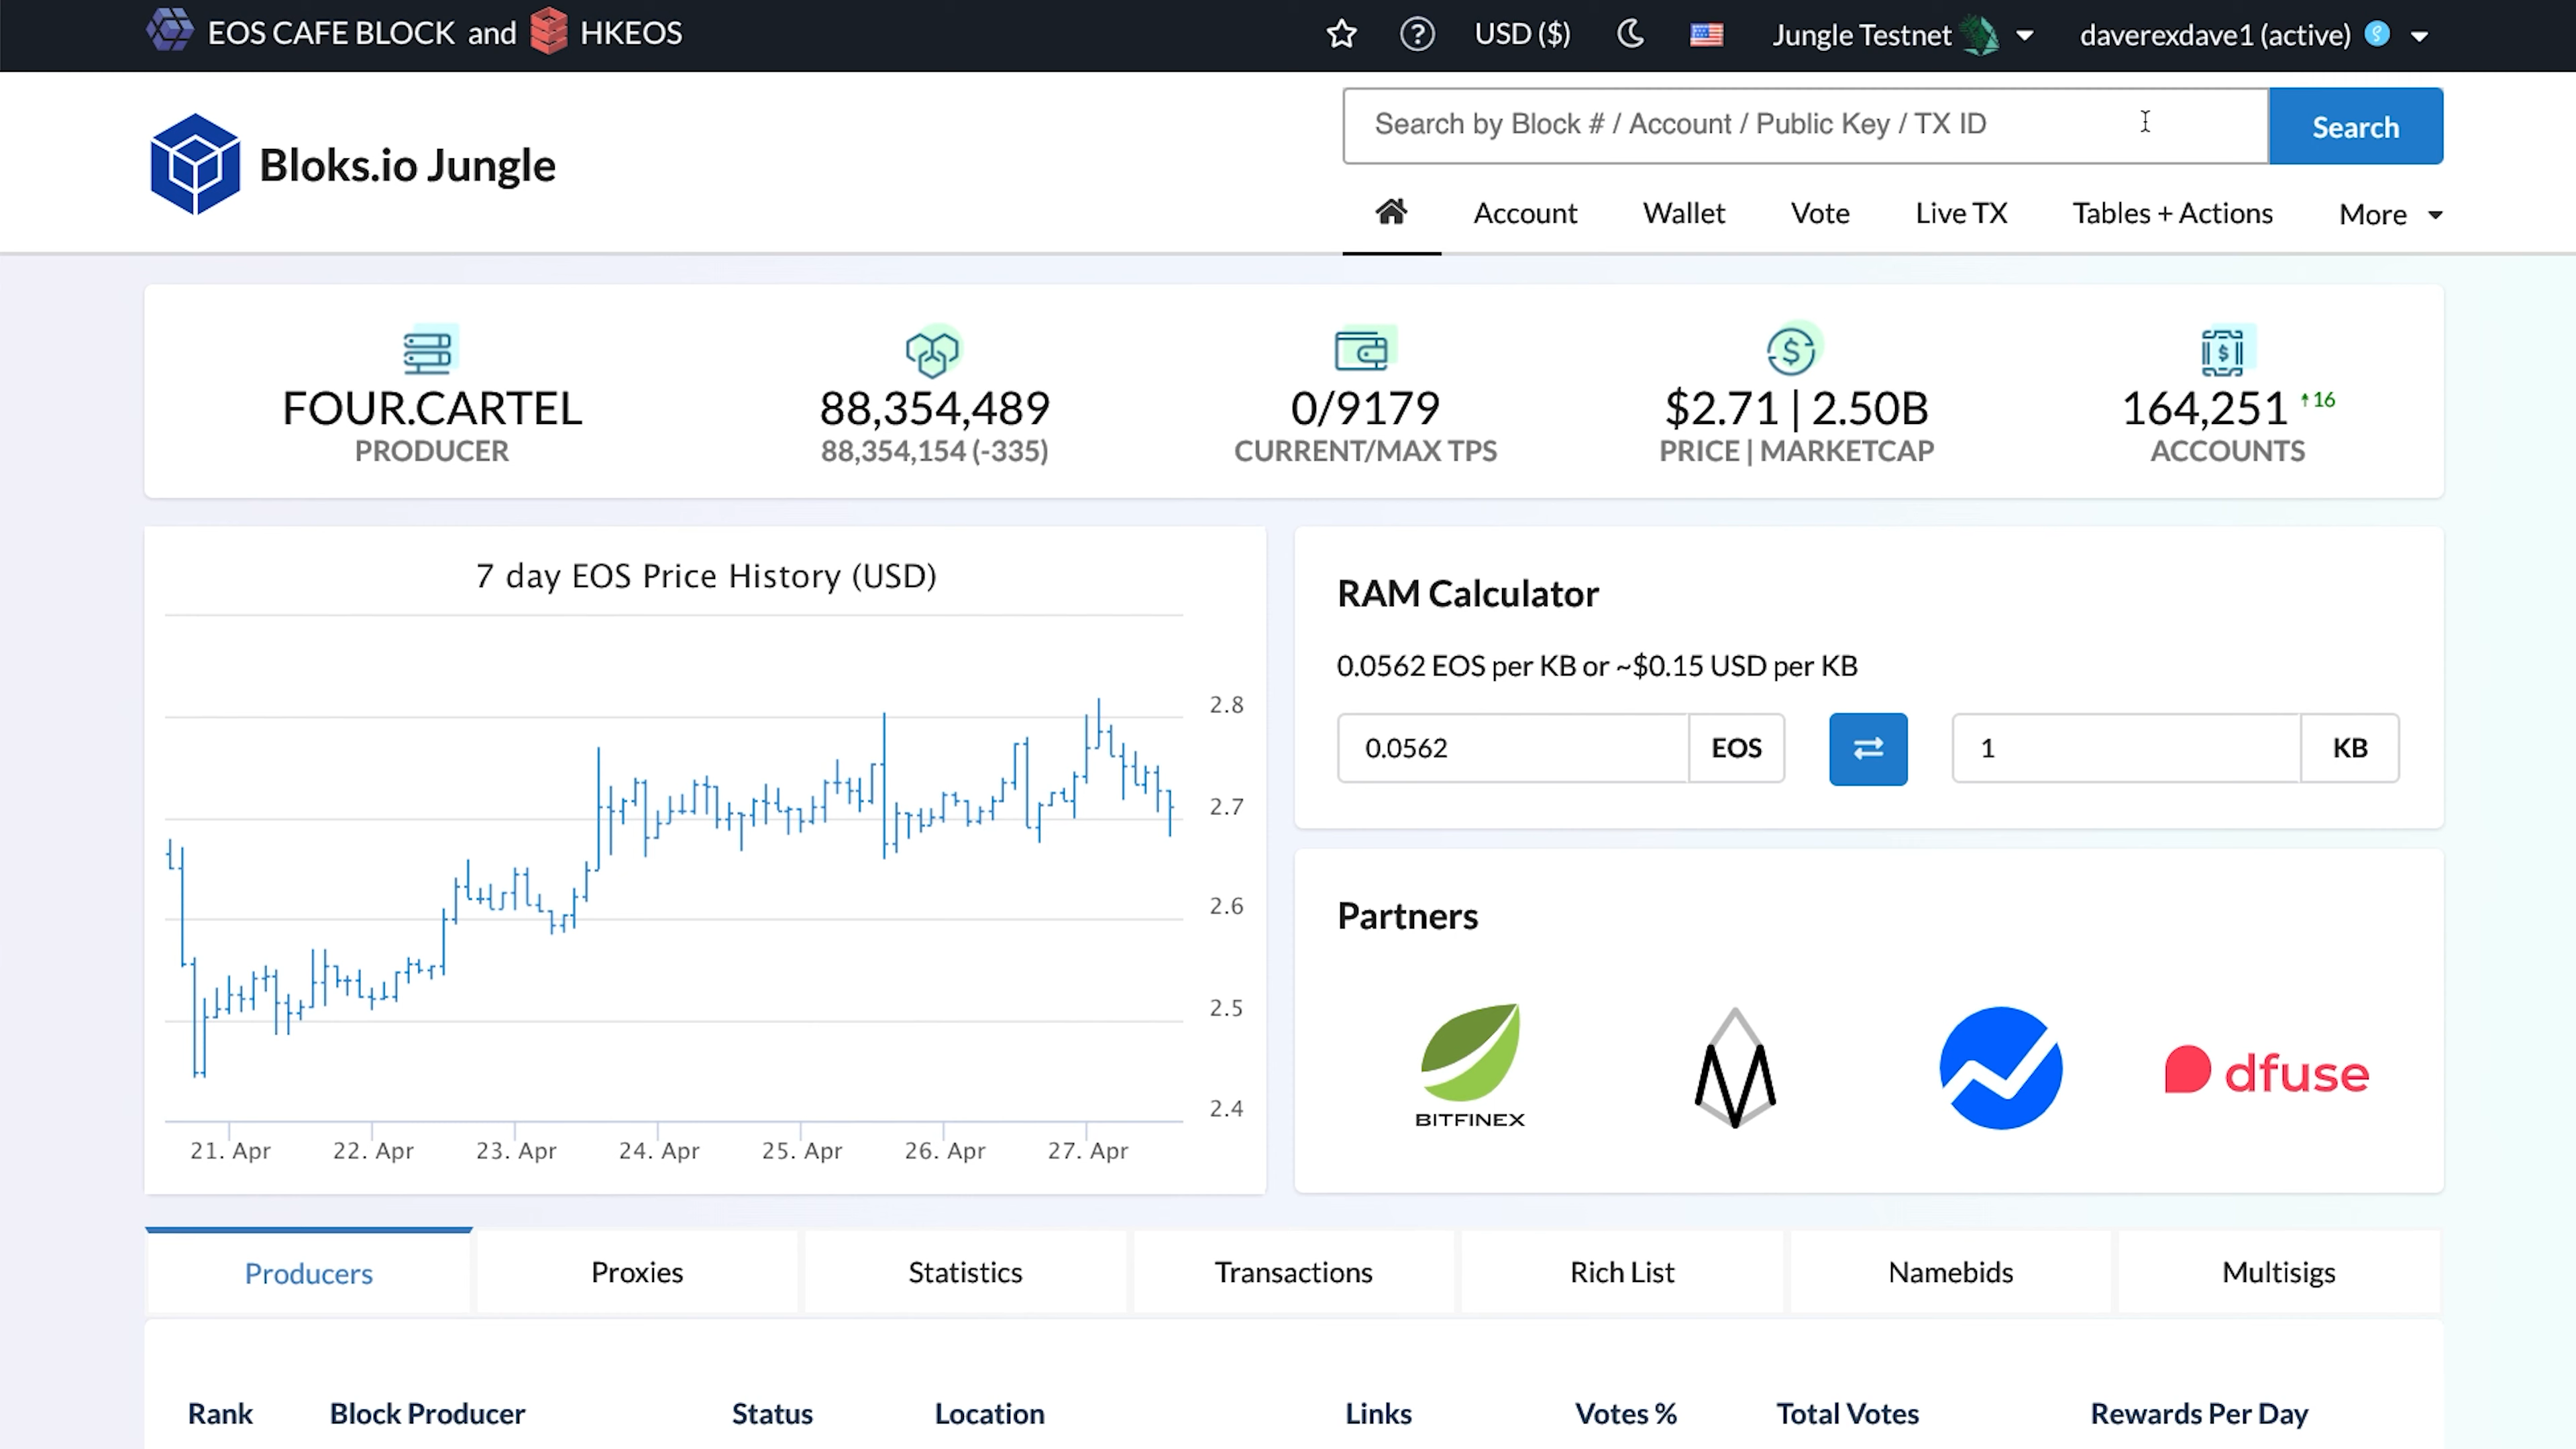 EOS CAFE BLOCK and HKEOS
USD ($)
Jungle Testnet
daverexdave1 (active)
Bloks.io Jungle
Search by Block # / Account / Public Key / TX ID
Search
Account
Wallet
Vote
Live TX
Tables + Actions
More
FOUR.CARTEL
PRODUCER
88,354,489
88,354,154 (-335)
0/9179
CURRENT/MAX TPS
$2.71 | 2.50B
PRICE | MARKETCAP
164,251 ↑16
ACCOUNTS
7 day EOS Price History (USD)
2.8
2.7
2.6
2.5
2.4
21. Apr
22. Apr
23. Apr
24. Apr
25. Apr
26. Apr
27. Apr
RAM Calculator
0.0562 EOS per KB or ~$0.15 USD per KB
0.0562 EOS
1 KB
Partners
BITFINEX
dfuse
Producers
Proxies
Statistics
Transactions
Rich List
Namebids
Multisigs
Rank
Block Producer
Status
Location
Links
Votes %
Total Votes
Rewards Per Day